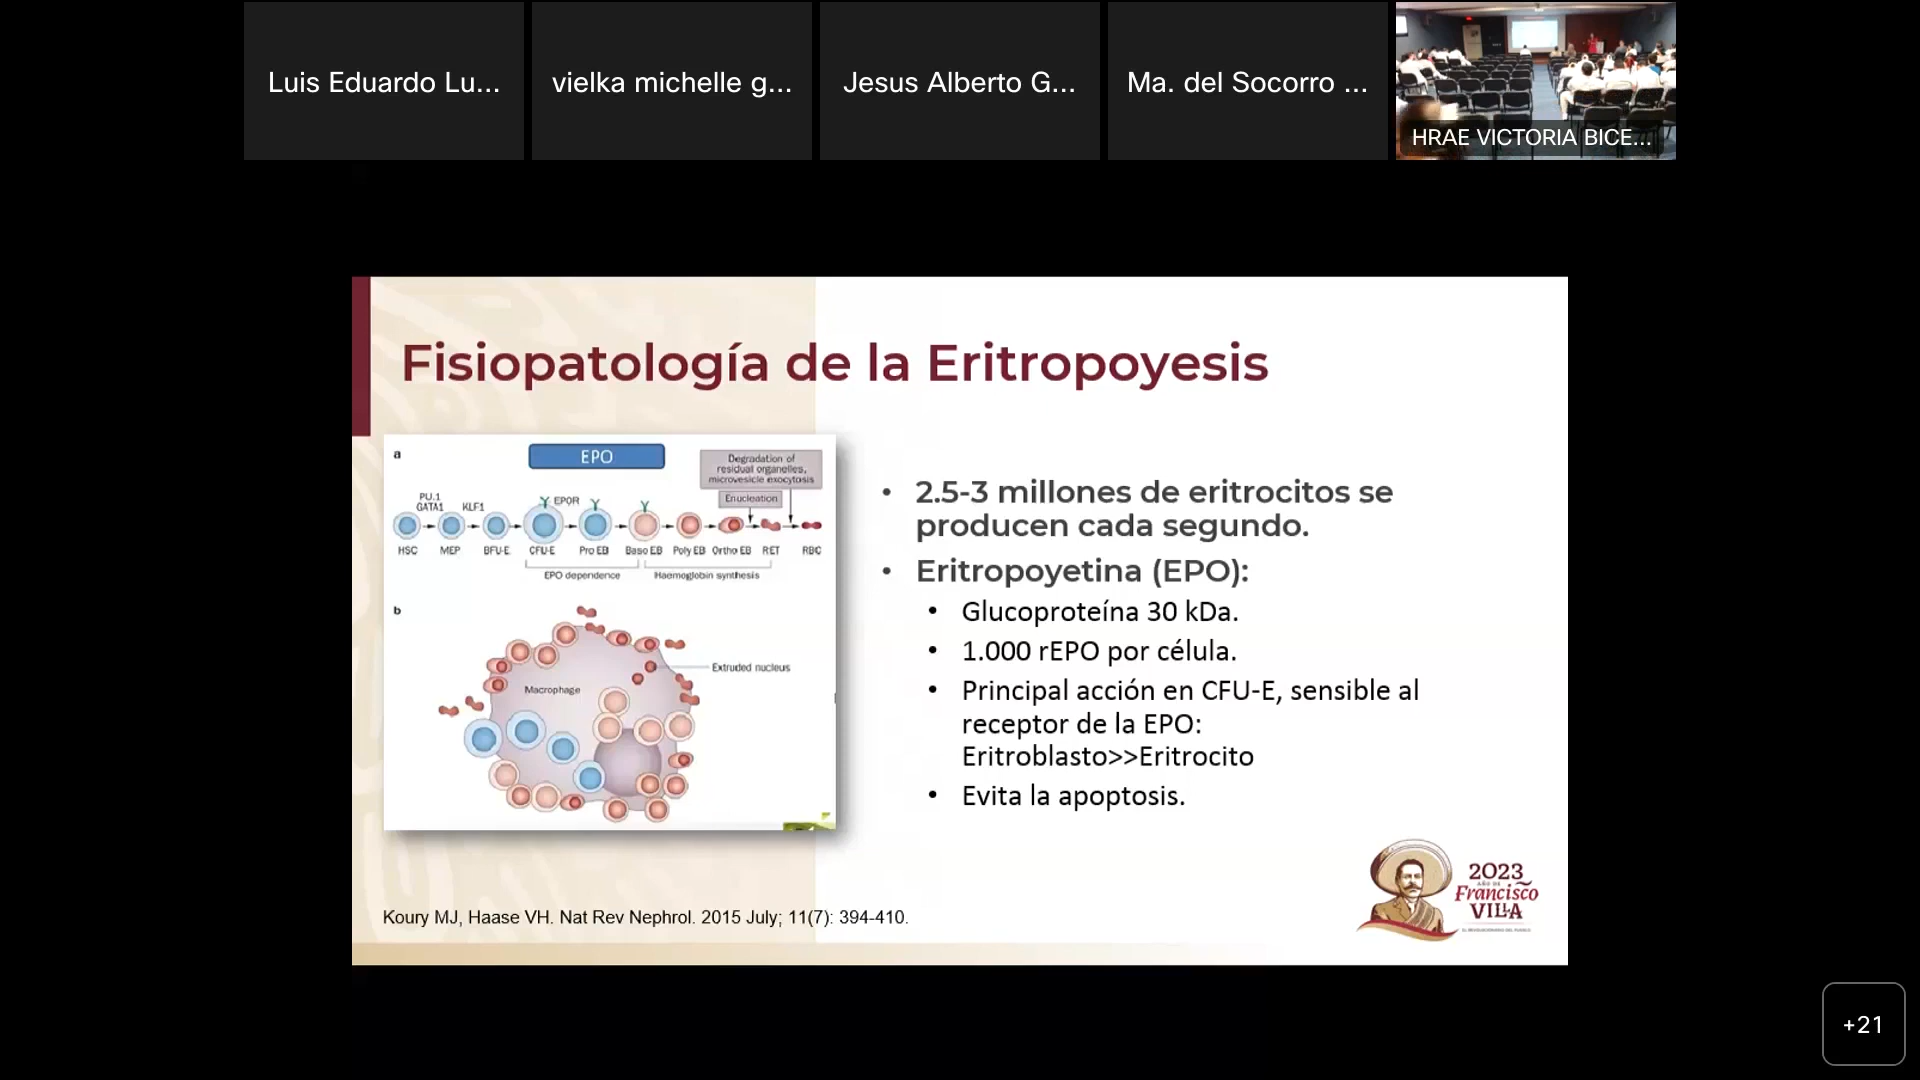 Luis Eduardo Lu...
vielka michelle g...
Jesus Alberto G...
Ma. del Socorro ...
HRAE VICTORIA BICE...
Fisiopatología de la Eritropoyesis
a
EPO
Degradation of
residual organelles,
microvesicle exocytosis
Enucleation
PU.1
GATA1
KLF1
EPOR
HSC
MEP
BFU-E
CFU-E
Pro EB
Baso EB
Poly EB
Ortho EB
RET
RBC
EPO dependence
Haemoglobin synthesis
b
Extruded nucleus
Macrophage
• 2.5-3 millones de eritrocitos se
producen cada segundo.
• Eritropoyetina (EPO):
• Glucoproteína 30 kDa.
• 1.000 rEPO por célula.
• Principal acción en CFU-E, sensible al
receptor de la EPO:
Eritroblasto>>Eritrocito
• Evita la apoptosis.
2023
AÑO DE
Francisco
VILLA
Koury MJ, Haase VH. Nat Rev Nephrol. 2015 July; 11(7): 394-410.
+21